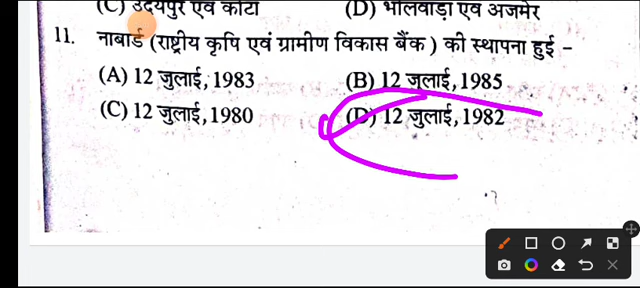 (C) उदयपुर एवं कोटा (D) भीलवाड़ा एवं अजमेर
11. नाबार्ड (राष्ट्रीय कृषि एवं ग्रामीण विकास बैंक) की स्थापना हुई -
(A) 12 जुलाई, 1983 (B) 12 जुलाई, 1985
(C) 12 जुलाई, 1980 (D) 12 जुलाई, 1982